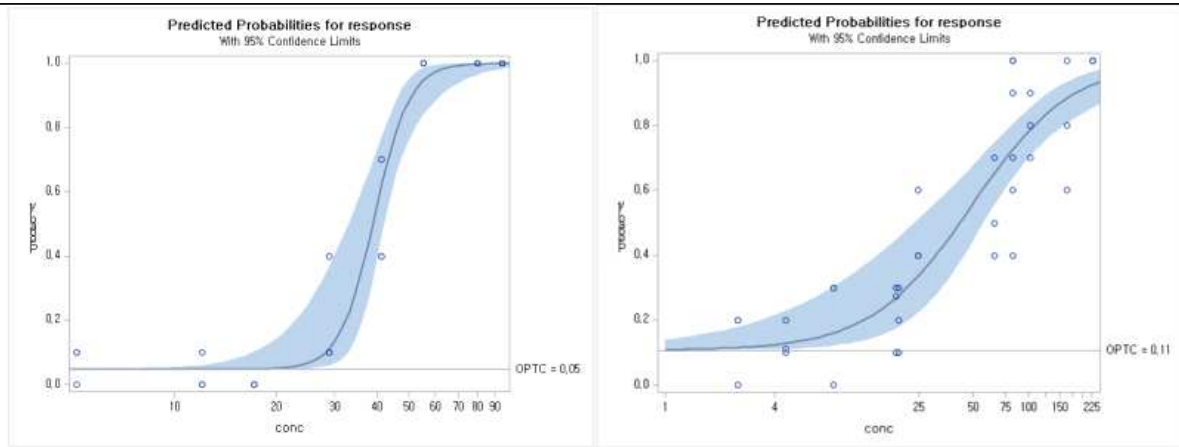 Predicted Probabilities for response
With 95% Confidence Limits
1.0
0.8
0.6
0.4
0.2
0.0
OPTC = 0,05
10 20 30 40 50 60 70 80 90
conc
Predicted Probabilities for response
With 95% Confidence Limits
1.0
0.8
0.6
0.4
0.2
0.0
OPTC = 0,11
1 4 25 50 75 100 150 225
conc